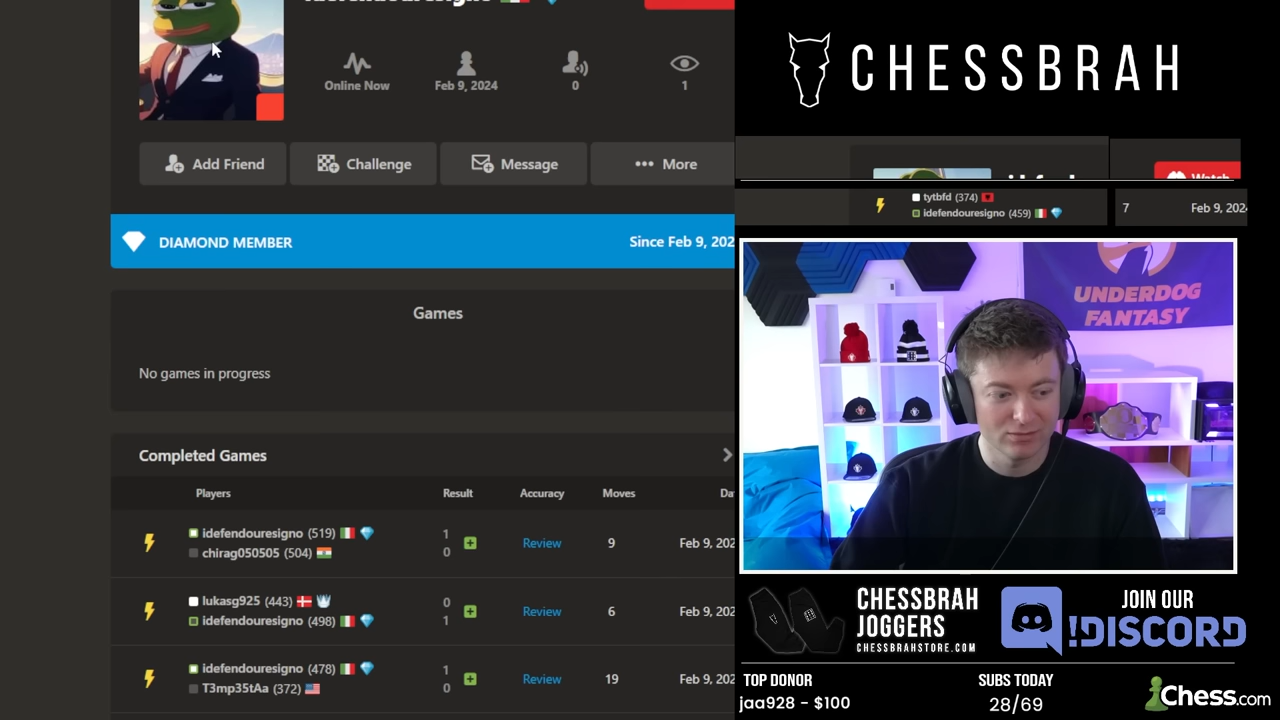 idefendouresigno
Online Now
Feb 9, 2024
0
1
Add Friend
Challenge
Message
••• More
DIAMOND MEMBER
Since Feb 9, 202
Games
No games in progress
Completed Games
Players
Result
Accuracy
Moves
Da
idefendouresigno (519)
chirag050505 (504)
1
0
Review
9
Feb 9, 202
lukasg925 (443)
idefendouresigno (498)
0
1
Review
6
Feb 9, 202
idefendouresigno (478)
T3mp35tAa (372)
1
0
Review
19
Feb 9, 202
CHESSBRAH
Watch
tytbfd (374)
idefendouresigno (459)
7
Feb 9, 2024
UNDERDOG
FANTASY
CHESSBRAH
JOGGERS
CHESSBRAHSTORE.COM
JOIN OUR
!DISCORD
TOP DONOR
jaa928 - $100
SUBS TODAY
28/69
Chess.com